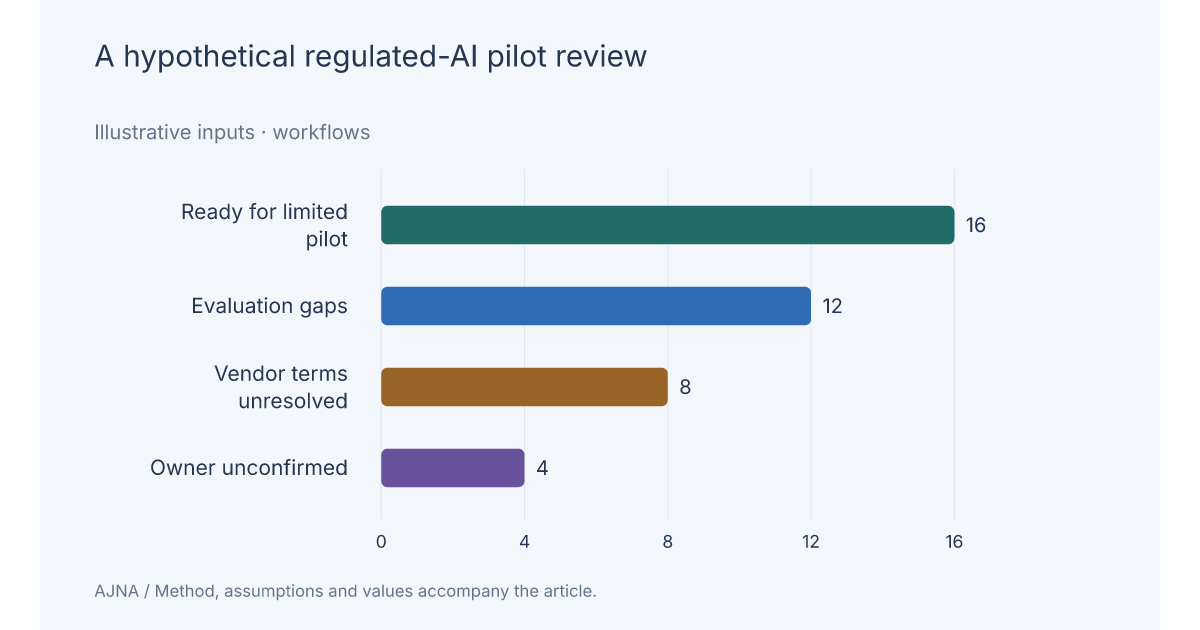 A hypothetical regulated-AI pilot review
Illustrative inputs · workflows
Ready for limited
pilot
16
Evaluation gaps
12
Vendor terms
unresolved
8
Owner unconfirmed
4
0 4 8 12 16
AJNA / Method, assumptions and values accompany the article.